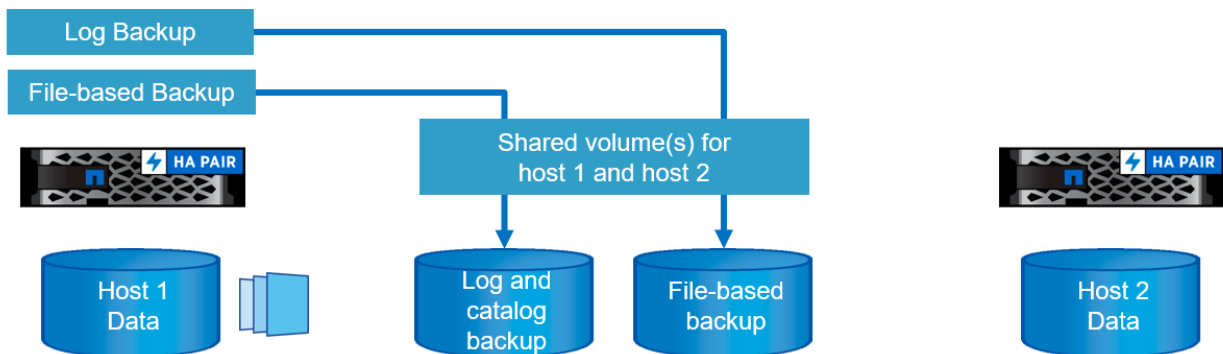 Log Backup
File-based Backup
Shared volume(s) for
host 1 and host 2
HA PAIR
HA PAIR
Host 1
Data
Log and
catalog
backup
File-based
backup
Host 2
Data